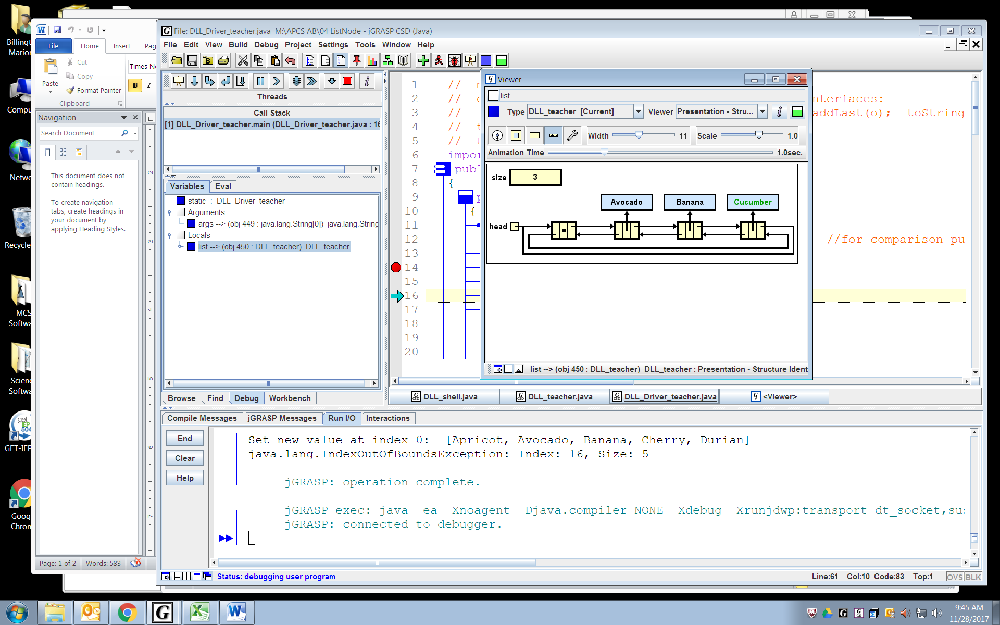 Billingt
Marion
Compu
Netwo
Recycle
MCS
Softwa
Scienc
Softwa
get
IEP
504
GET-IEP
Goog
Chrom
File
Home
Insert
Pag
Cut
Copy
Format Painter
Paste
Clipboard
Times Ne
B I
Navigation
Search Document
This document does not
contain headings.
To create navigation
tabs, create headings in
your document by
applying Heading Styles.
2
3
4
5
6
7
Page: 1 of 2
Words: 583
File: DLL_Driver_teacher.java  M:\APCS AB\04 ListNode - jGRASP CSD (Java)
File Edit View Build Debug Project Settings Tools Window Help
Threads
Call Stack
[1] DLL_Driver_teacher.main (DLL_Driver_teacher.java : 16
Variables
Eval
static : DLL_Driver_teacher
Arguments
args --> (obj 449 : java.lang.String[0])  java.lang.String
Locals
list --> (obj 450 : DLL_teacher)  DLL_teacher
Browse
Find
Debug
Workbench
1 //
2 // nterfaces:
3 // addLast(o);  toString
4 //
5 //
6 impor
7 publ
8 {
9 p
10 {
11
12 //for comparison pu
13
14
15
16
17
18
19
20
Viewer
list
Type DLL_teacher  [Current]
Viewer Presentation - Stru...
Width 11
Scale 1.0
Animation Time 1.0sec.
size 3
Avocado
Banana
Cucumber
head
list --> (obj 450 : DLL_teacher)  DLL_teacher : Presentation - Structure Ident
DLL_shell.java
DLL_teacher.java
DLL_Driver_teacher.java
<Viewer>
Compile Messages
jGRASP Messages
Run I/O
Interactions
End
Clear
Help
Set new value at index 0:  [Apricot, Avocado, Banana, Cherry, Durian]
java.lang.IndexOutOfBoundsException: Index: 16, Size: 5
----jGRASP: operation complete.
----jGRASP exec: java -ea -Xnoagent -Djava.compiler=NONE -Xdebug -Xrunjdwp:transport=dt_socket,sus
----jGRASP: connected to debugger.
Status: debugging user program
Line:61
Col:10
Code:83
Top:1
OVS
BLK
9:45 AM
11/28/2017